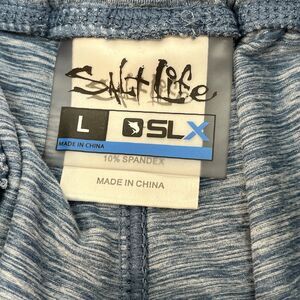 Salt Life
L SLX
MADE IN CHINA
10% SPANDEX
MADE IN CHINA